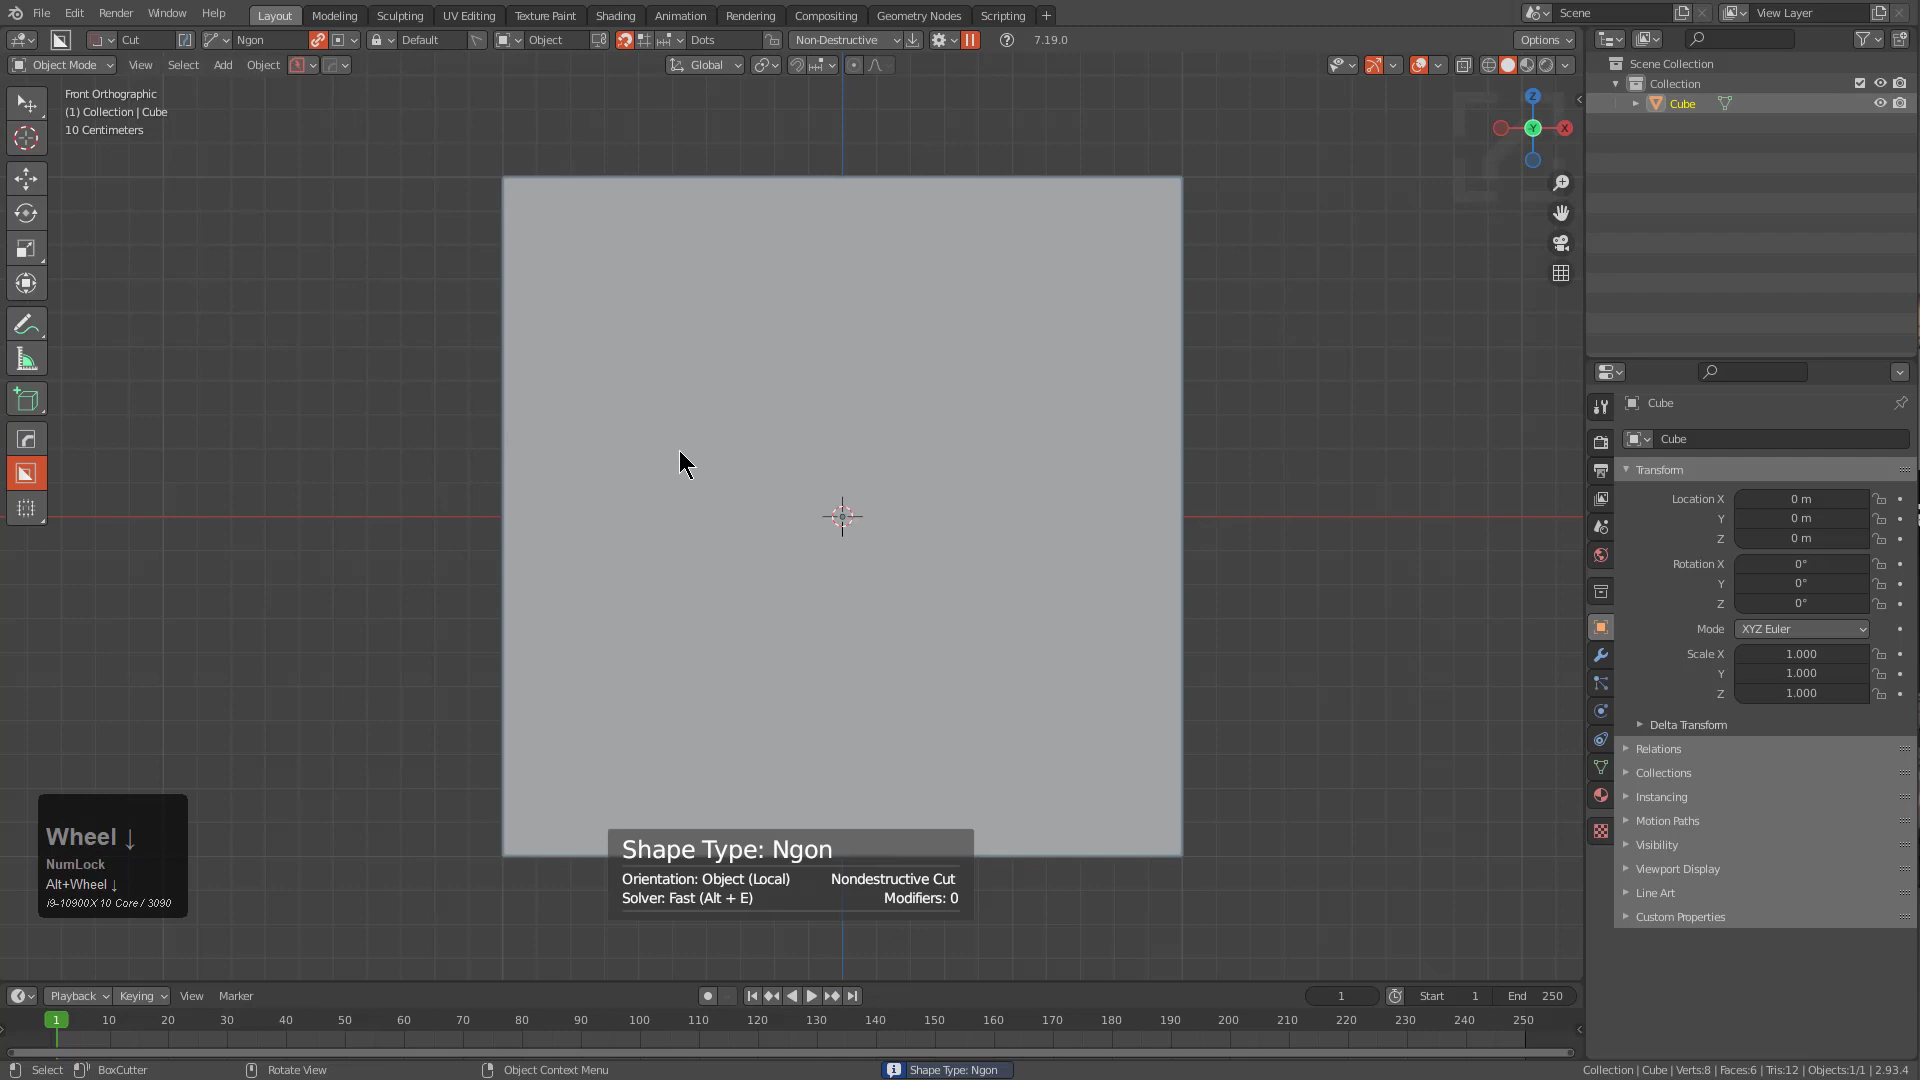 File Edit Render Window Help Layout Modeling Sculpting UV Editing Texture Paint Shading Animation Rendering Compositing Geometry Nodes Scripting Scene View Layer
Cut Ngon Default Object Dots Non-Destructive 7.19.0 Options
Object Mode View Select Add Object Global
Front Orthographic
(1) Collection | Cube
10 Centimeters
Z
Y
X
Scene Collection
Collection
Cube
Cube
Cube
Transform
Location X 0 m
Y 0 m
Z 0 m
Rotation X 0°
Y 0°
Z 0°
Mode XYZ Euler
Scale X 1.000
Y 1.000
Z 1.000
Delta Transform
Relations
Collections
Instancing
Motion Paths
Visibility
Viewport Display
Line Art
Custom Properties
Wheel ↓
NumLock
Alt+Wheel ↓
i9-10900X 10 Core / 3090
Shape Type: Ngon
Orientation: Object (Local) Nondestructive Cut
Solver: Fast (Alt + E) Modifiers: 0
Playback Keying View Marker 1 Start 1 End 250
1 10 20 30 40 50 60 70 80 90 100 110 120 130 140 150 160 170 180 190 200 210 220 230 240 250
Select BoxCutter Rotate View Object Context Menu Shape Type: Ngon Collection | Cube | Verts:8 | Faces:6 | Tris:12 | Objects:1/1 | 2.93.4